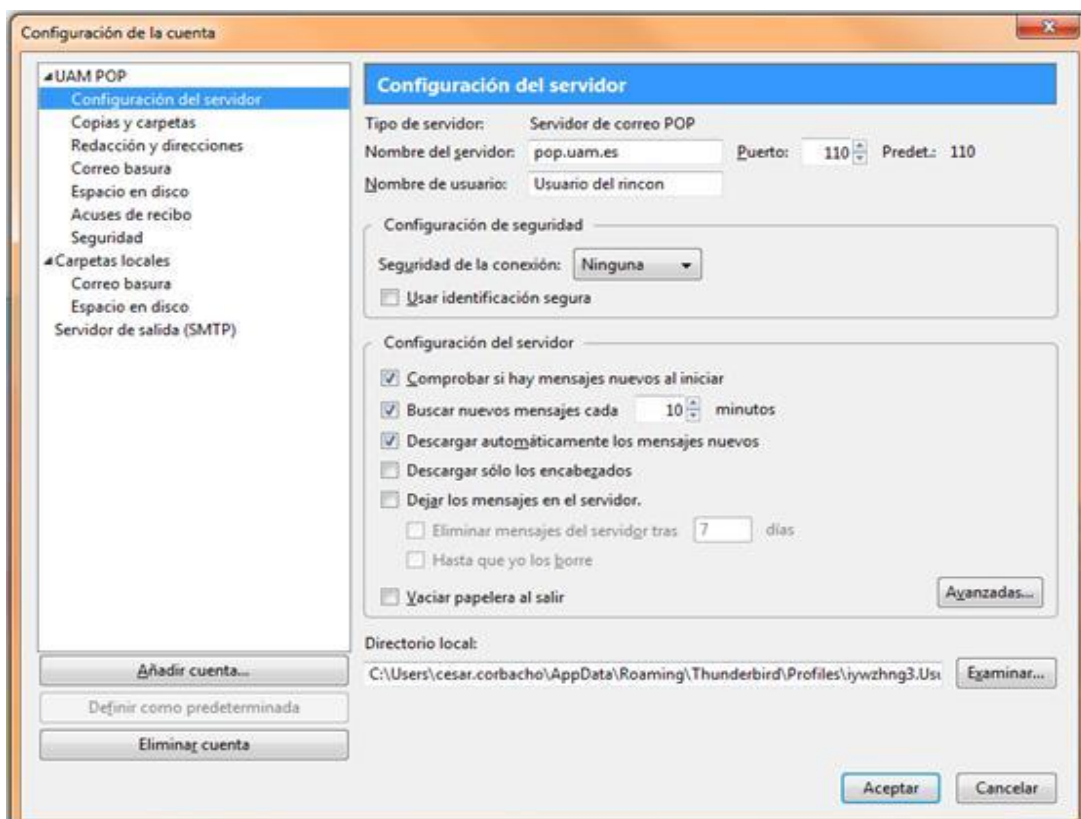 Configuración de la cuenta
UAM POP
Configuración del servidor
Copias y carpetas
Redacción y direcciones
Correo basura
Espacio en disco
Acuses de recibo
Seguridad
Carpetas locales
Correo basura
Espacio en disco
Servidor de salida (SMTP)
Añadir cuenta...
Definir como predeterminada
Eliminar cuenta
Configuración del servidor
Tipo de servidor: Servidor de correo POP
Nombre del servidor: pop.uam.es Puerto: 110 Predet.: 110
Nombre de usuario: Usuario del rincon
Configuración de seguridad
Seguridad de la conexión: Ninguna
Usar identificación segura
Configuración del servidor
Comprobar si hay mensajes nuevos al iniciar
Buscar nuevos mensajes cada 10 minutos
Descargar automáticamente los mensajes nuevos
Descargar sólo los encabezados
Dejar los mensajes en el servidor.
Eliminar mensajes del servidor tras 7 días
Hasta que yo los borre
Vaciar papelera al salir Avanzadas...
Directorio local:
C:\Users\cesar.corbacho\AppData\Roaming\Thunderbird\Profiles\iywzhng3.Usu Examinar...
Aceptar Cancelar